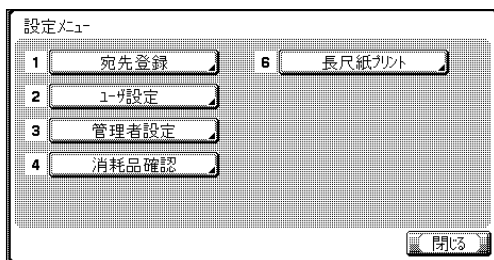 設定ﾒﾆｭｰ
1 宛先登録
2 ﾕｰｻﾞ設定
3 管理者設定
4 消耗品確認
6 長尺紙ﾌﾟﾘﾝﾄ
閉じる